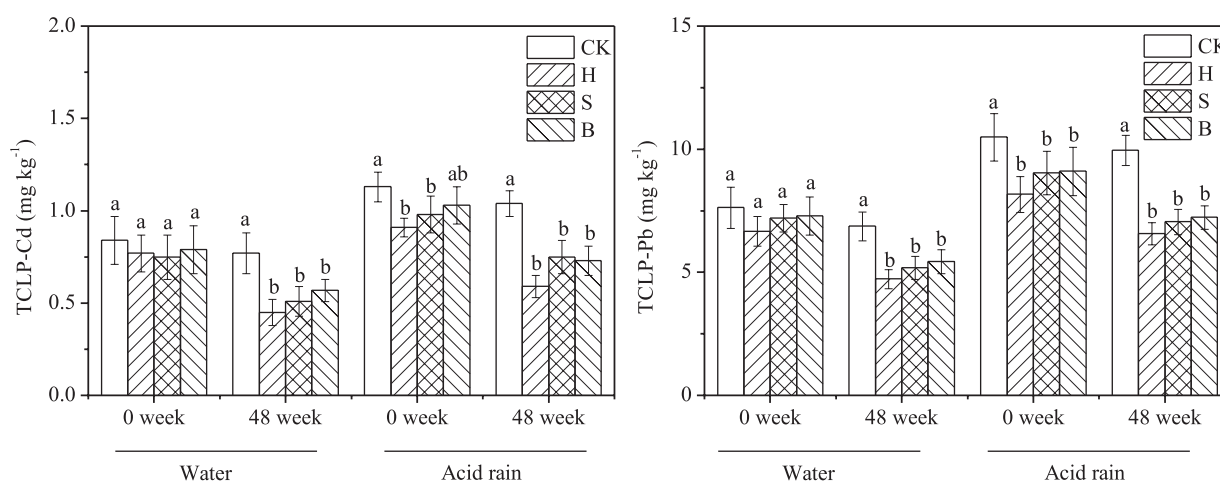 2.0
1.5
1.0
0.5
0.0
TCLP-Cd (mg kg⁻¹)
CK
H
S
B
a a a a
a b b b
a b b ab
a b b b
0 week 48 week 0 week 48 week
Water Acid rain
15
10
5
0
TCLP-Pb (mg kg⁻¹)
CK
H
S
B
a a a a
a b b b
a b b b
a b b b
0 week 48 week 0 week 48 week
Water Acid rain